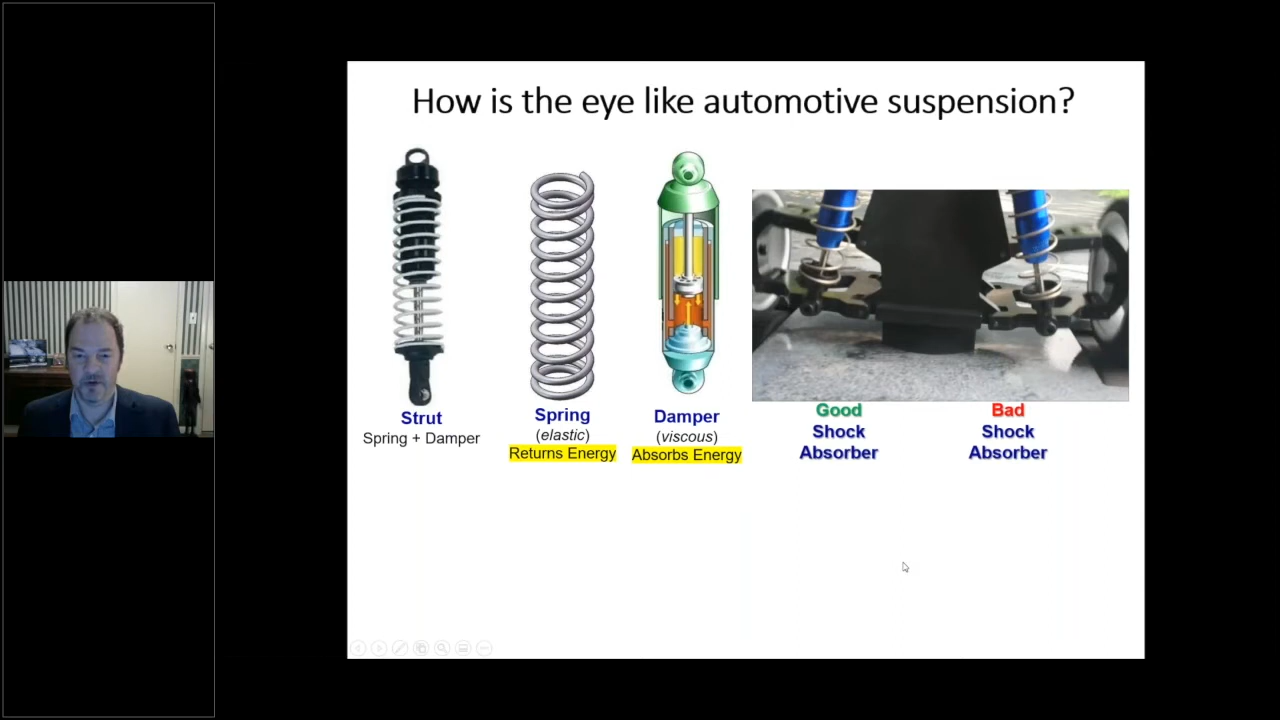 How is the eye like automotive suspension?
Strut
Spring + Damper
Spring
(elastic)
Returns Energy
Damper
(viscous)
Absorbs Energy
Good
Shock
Absorber
Bad
Shock
Absorber